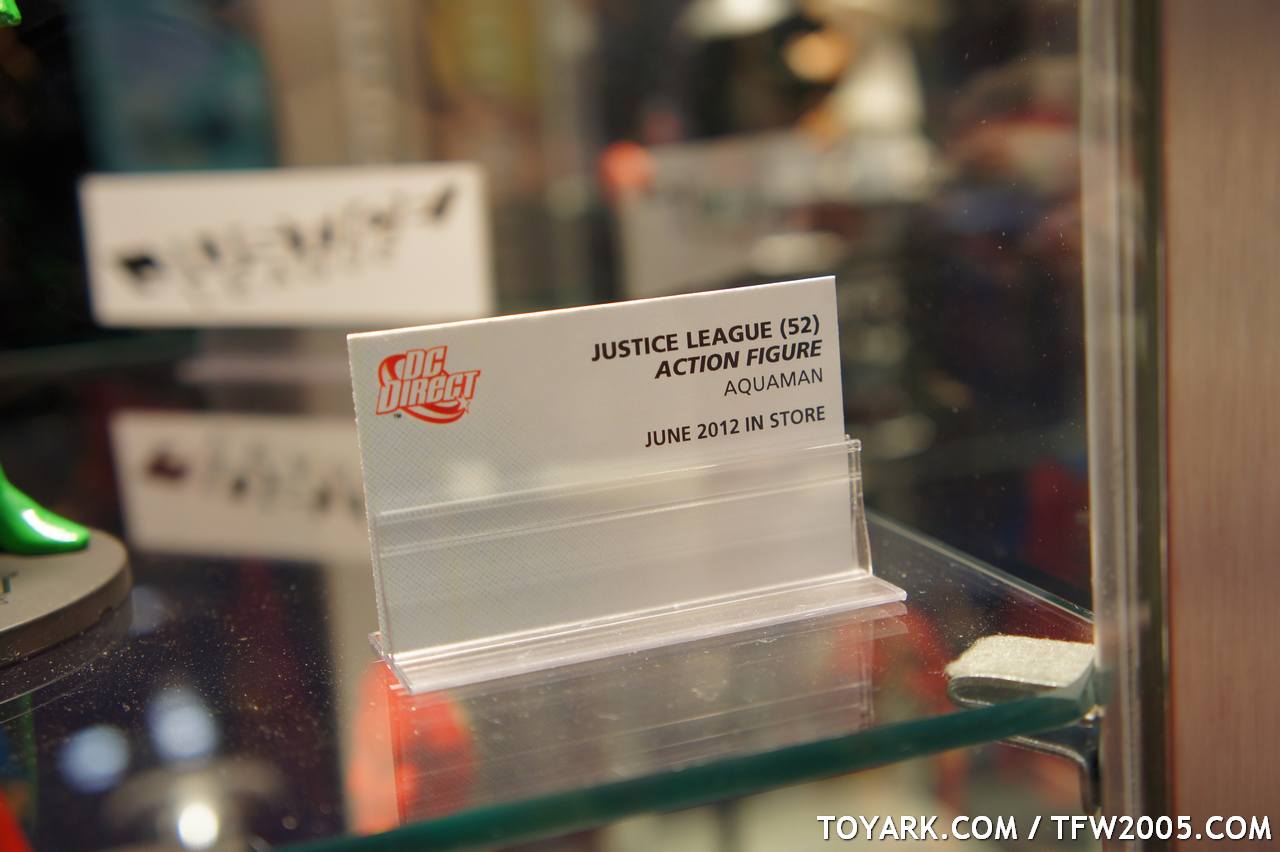 DC
DIRECT
JUSTICE LEAGUE (52)
ACTION FIGURE
AQUAMAN
JUNE 2012 IN STORE
TOYARK.COM / TFW2005.COM